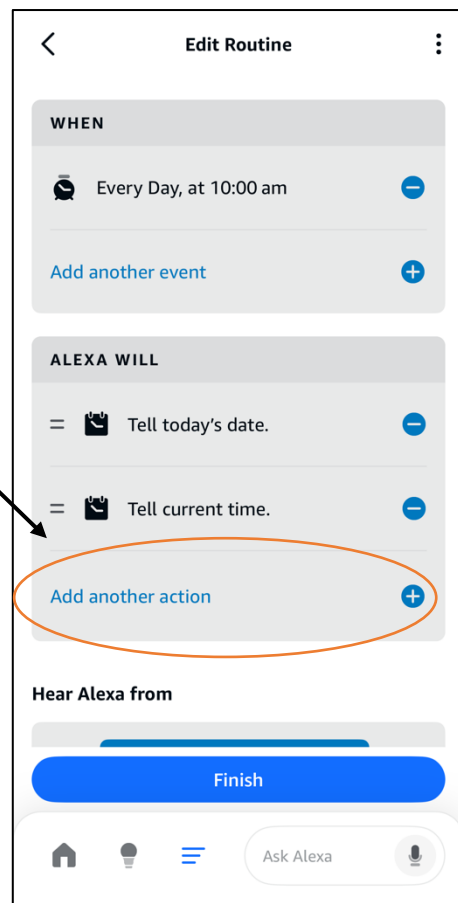 Edit Routine
WHEN
Every Day, at 10:00 am
Add another event
ALEXA WILL
Tell today's date.
Tell current time.
Add another action
Hear Alexa from
Finish
Ask Alexa